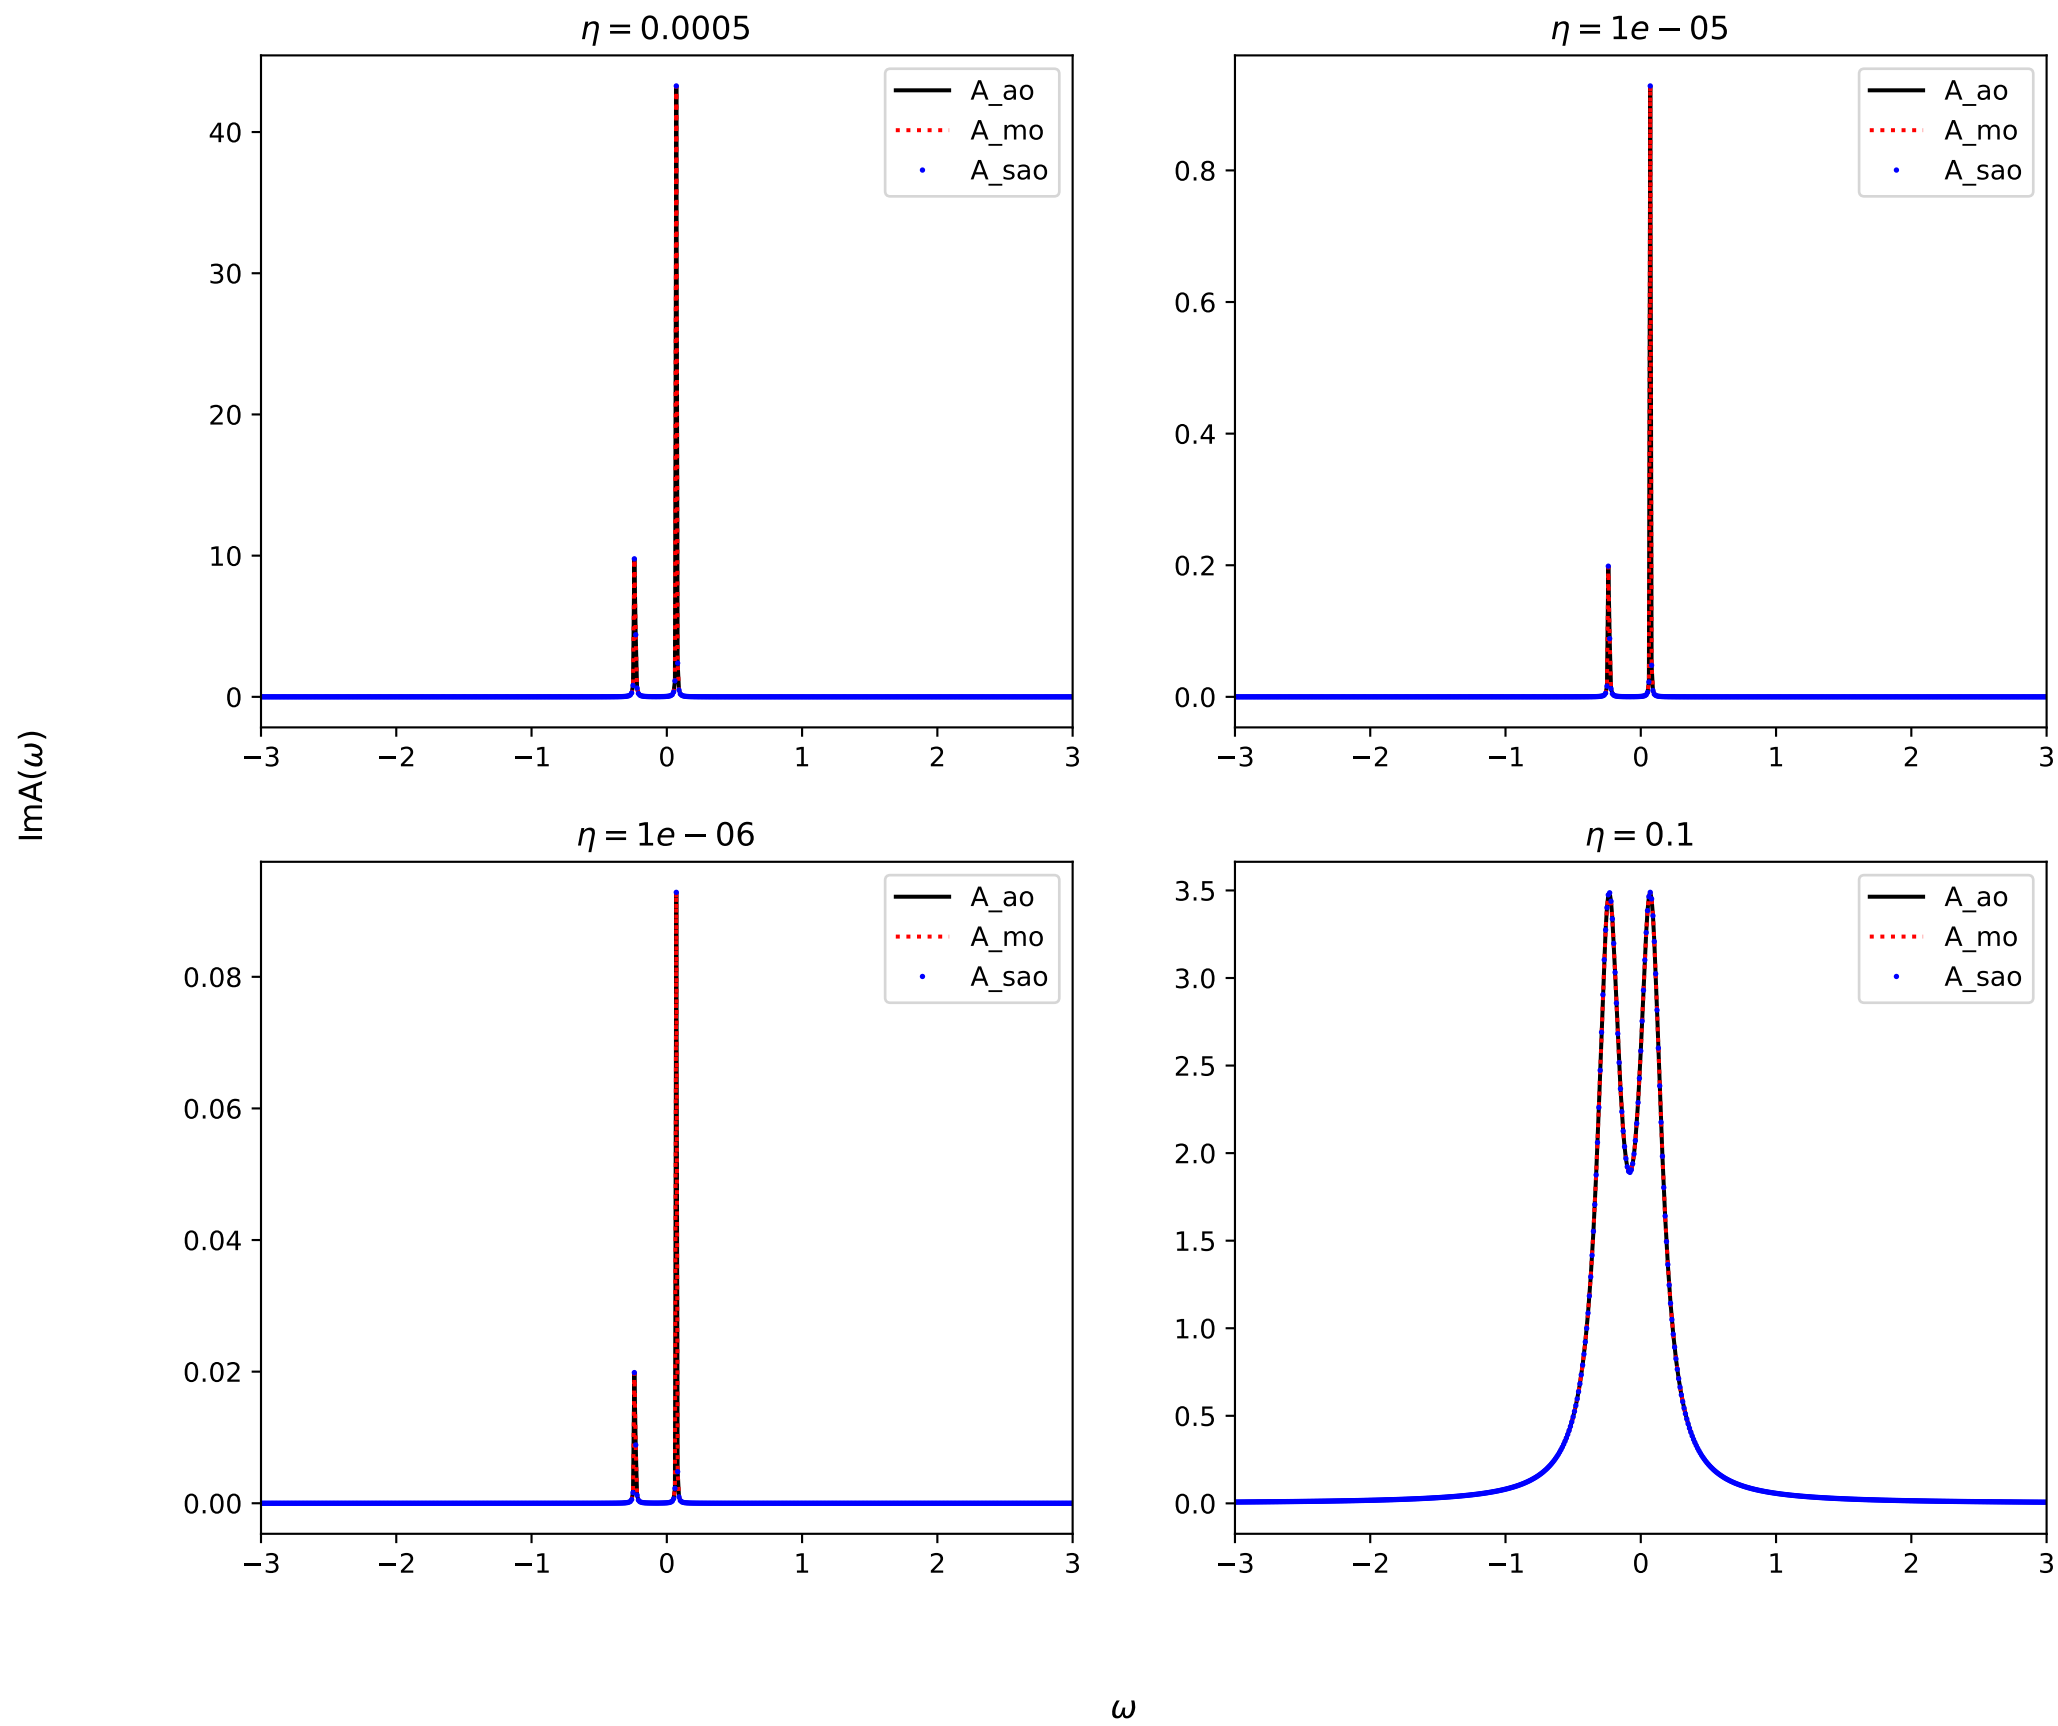 η = 0.0005
A_ao
A_mo
A_sao
40
30
20
10
0
−3 −2 −1 0 1 2 3
η = 1e − 05
A_ao
A_mo
A_sao
0.8
0.6
0.4
0.2
0.0
−3 −2 −1 0 1 2 3
ImA(ω)
η = 1e − 06
A_ao
A_mo
A_sao
0.08
0.06
0.04
0.02
0.00
−3 −2 −1 0 1 2 3
η = 0.1
A_ao
A_mo
A_sao
3.5
3.0
2.5
2.0
1.5
1.0
0.5
0.0
−3 −2 −1 0 1 2 3
ω